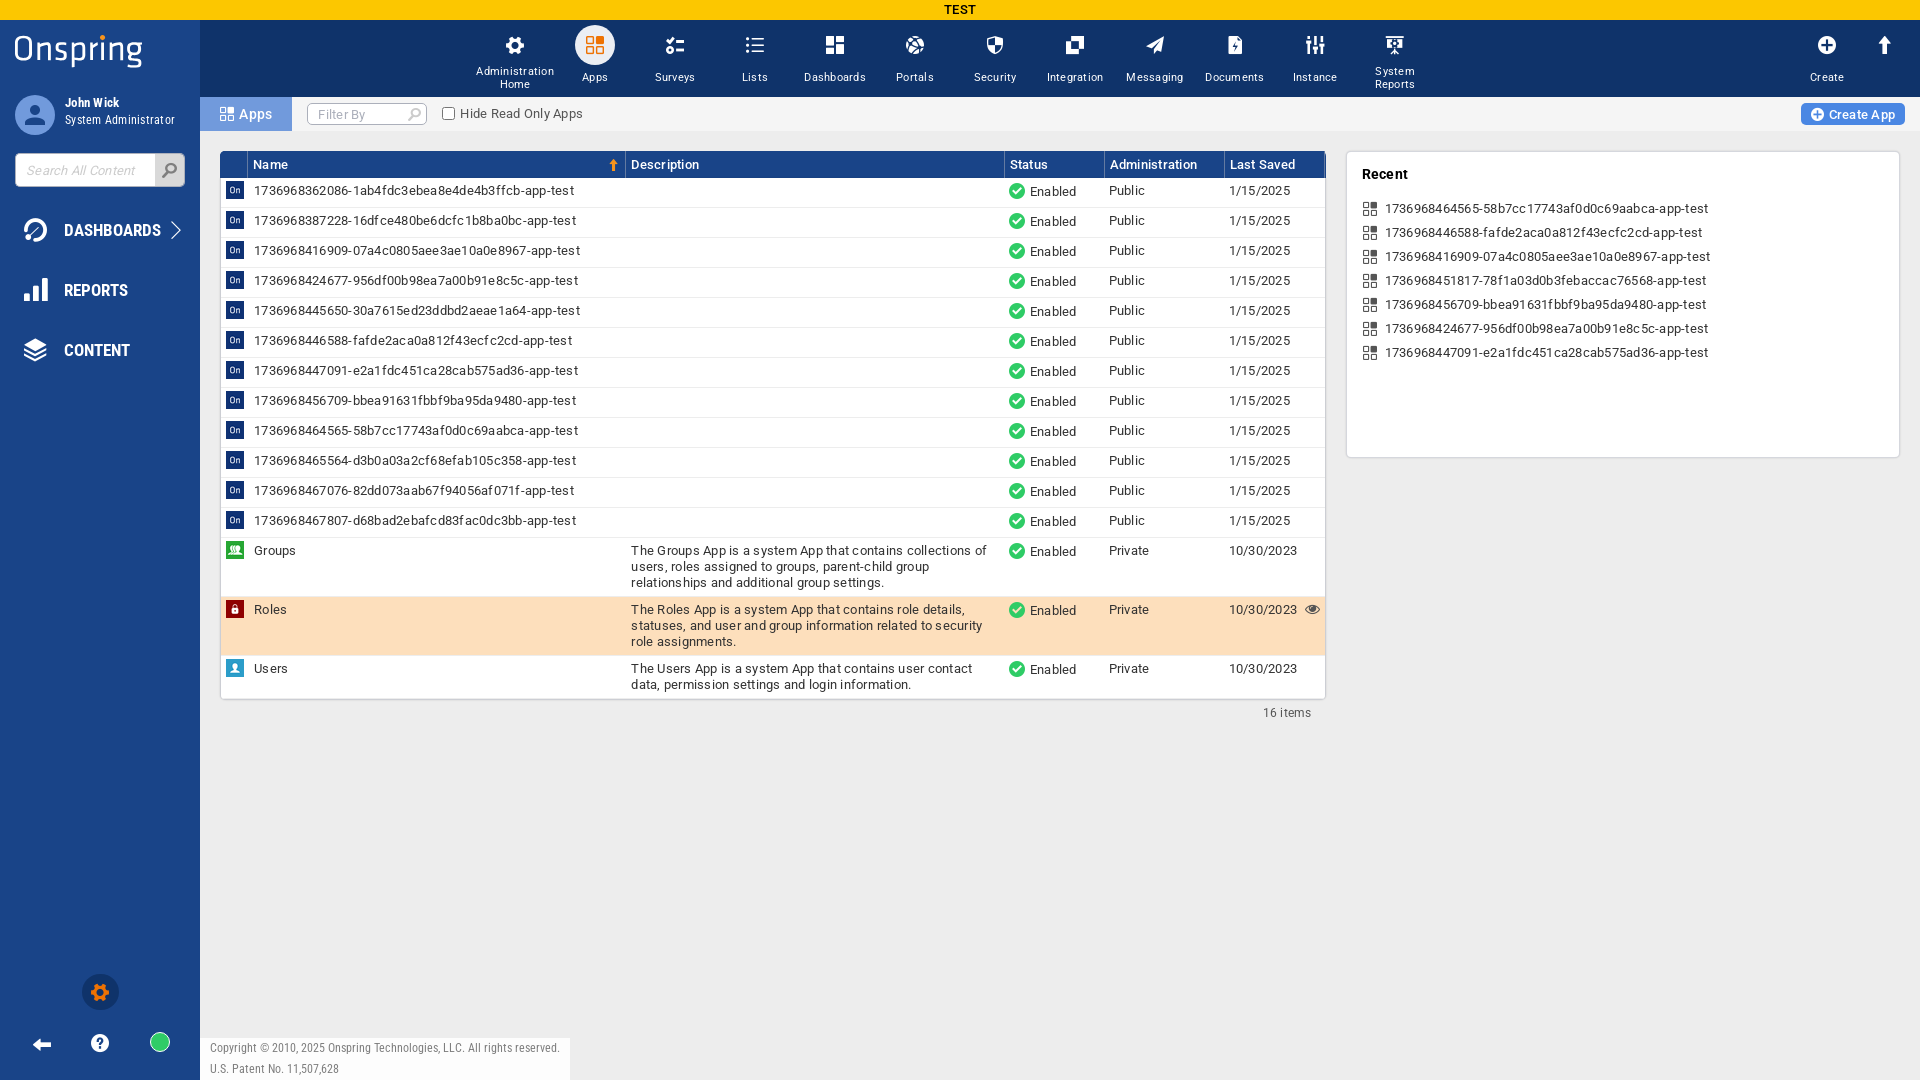 TEST
Onspring
John Wick
System Administrator
Search All Content
DASHBOARDS
REPORTS
CONTENT
Administration
Home
Apps
Surveys
Lists
Dashboards
Portals
Security
Integration
Messaging
Documents
Instance
System
Reports
Create
Apps
Filter By
Hide Read Only Apps
Create App
Name Description Status Administration Last Saved
On 1736968362086-1ab4fdc3ebea8e4de4b3ffcb-app-test Enabled Public 1/15/2025
On 1736968387228-16dfce480be6dcfc1b8ba0bc-app-test Enabled Public 1/15/2025
On 1736968416909-07a4c0805aee3ae10a0e8967-app-test Enabled Public 1/15/2025
On 1736968424677-956df00b98ea7a00b91e8c5c-app-test Enabled Public 1/15/2025
On 1736968445650-30a7615ed23ddbd2aeae1a64-app-test Enabled Public 1/15/2025
On 1736968446588-fafde2aca0a812f43ecfc2cd-app-test Enabled Public 1/15/2025
On 1736968447091-e2a1fdc451ca28cab575ad36-app-test Enabled Public 1/15/2025
On 1736968456709-bbea91631fbbf9ba95da9480-app-test Enabled Public 1/15/2025
On 1736968464565-58b7cc17743af0d0c69aabca-app-test Enabled Public 1/15/2025
On 1736968465564-d3b0a03a2cf68efab105c358-app-test Enabled Public 1/15/2025
On 1736968467076-82dd073aab67f94056af071f-app-test Enabled Public 1/15/2025
On 1736968467807-d68bad2ebafcd83fac0dc3bb-app-test Enabled Public 1/15/2025
Groups The Groups App is a system App that contains collections of Enabled Private 10/30/2023
users, roles assigned to groups, parent-child group
relationships and additional group settings.
Roles The Roles App is a system App that contains role details, Enabled Private 10/30/2023
statuses, and user and group information related to security
role assignments.
Users The Users App is a system App that contains user contact Enabled Private 10/30/2023
data, permission settings and login information.
16 items
Recent
1736968464565-58b7cc17743af0d0c69aabca-app-test
1736968446588-fafde2aca0a812f43ecfc2cd-app-test
1736968416909-07a4c0805aee3ae10a0e8967-app-test
1736968451817-78f1a03d0b3febaccac76568-app-test
1736968456709-bbea91631fbbf9ba95da9480-app-test
1736968424677-956df00b98ea7a00b91e8c5c-app-test
1736968447091-e2a1fdc451ca28cab575ad36-app-test
Copyright © 2010, 2025 Onspring Technologies, LLC. All rights reserved.
U.S. Patent No. 11,507,628